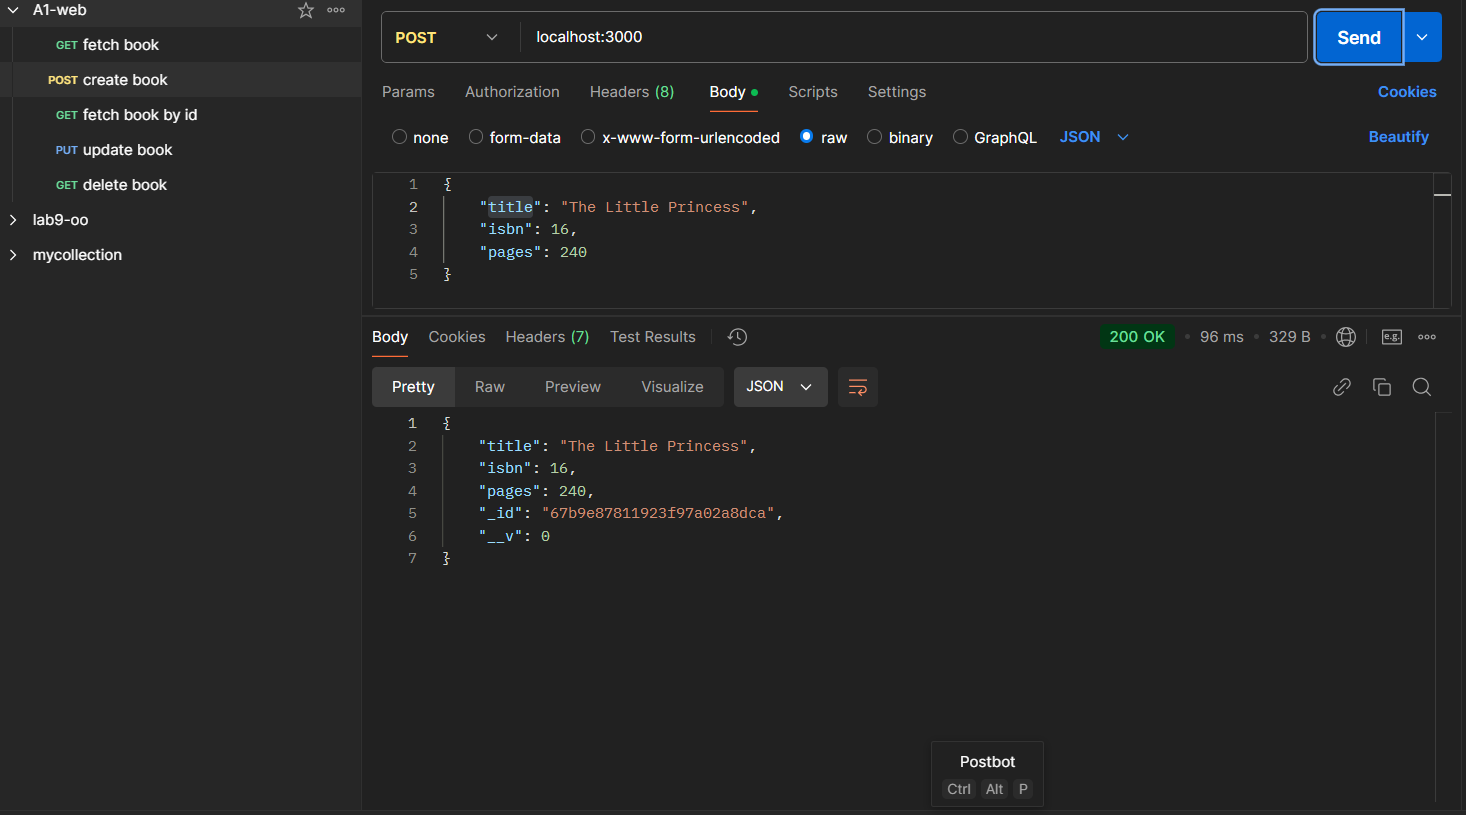 A1-web
GET fetch book
POST create book
GET fetch book by id
PUT update book
GET delete book
lab9-oo
mycollection
POST localhost:3000 Send
Params Authorization Headers (8) Body Scripts Settings Cookies
none form-data x-www-form-urlencoded raw binary GraphQL JSON Beautify
1 {
2 "title": "The Little Princess",
3 "isbn": 16,
4 "pages": 240
5 }
Body Cookies Headers (7) Test Results 200 OK • 96 ms • 329 B • e.g.
Pretty Raw Preview Visualize JSON
1 {
2 "title": "The Little Princess",
3 "isbn": 16,
4 "pages": 240,
5 "_id": "67b9e87811923f97a02a8dca",
6 "__v": 0
7 }
Postbot
Ctrl Alt P